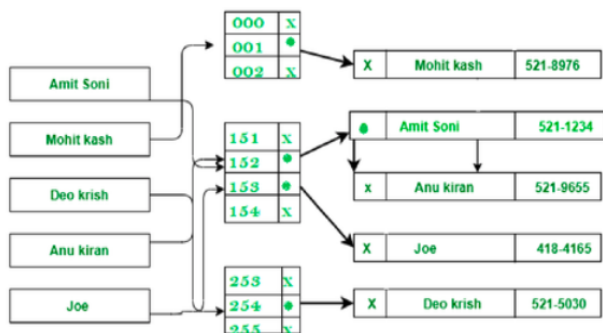 Amit Soni
Mohit kash
Deo krish
Anu kiran
Joe
000 x
001
002 x
151 x
152
153
154 x
253 x
254
255 x
x Mohit kash 521-8976
Amit Soni 521-1234
x Anu kiran 521-9655
X Joe 418-4165
X Deo krish 521-5030